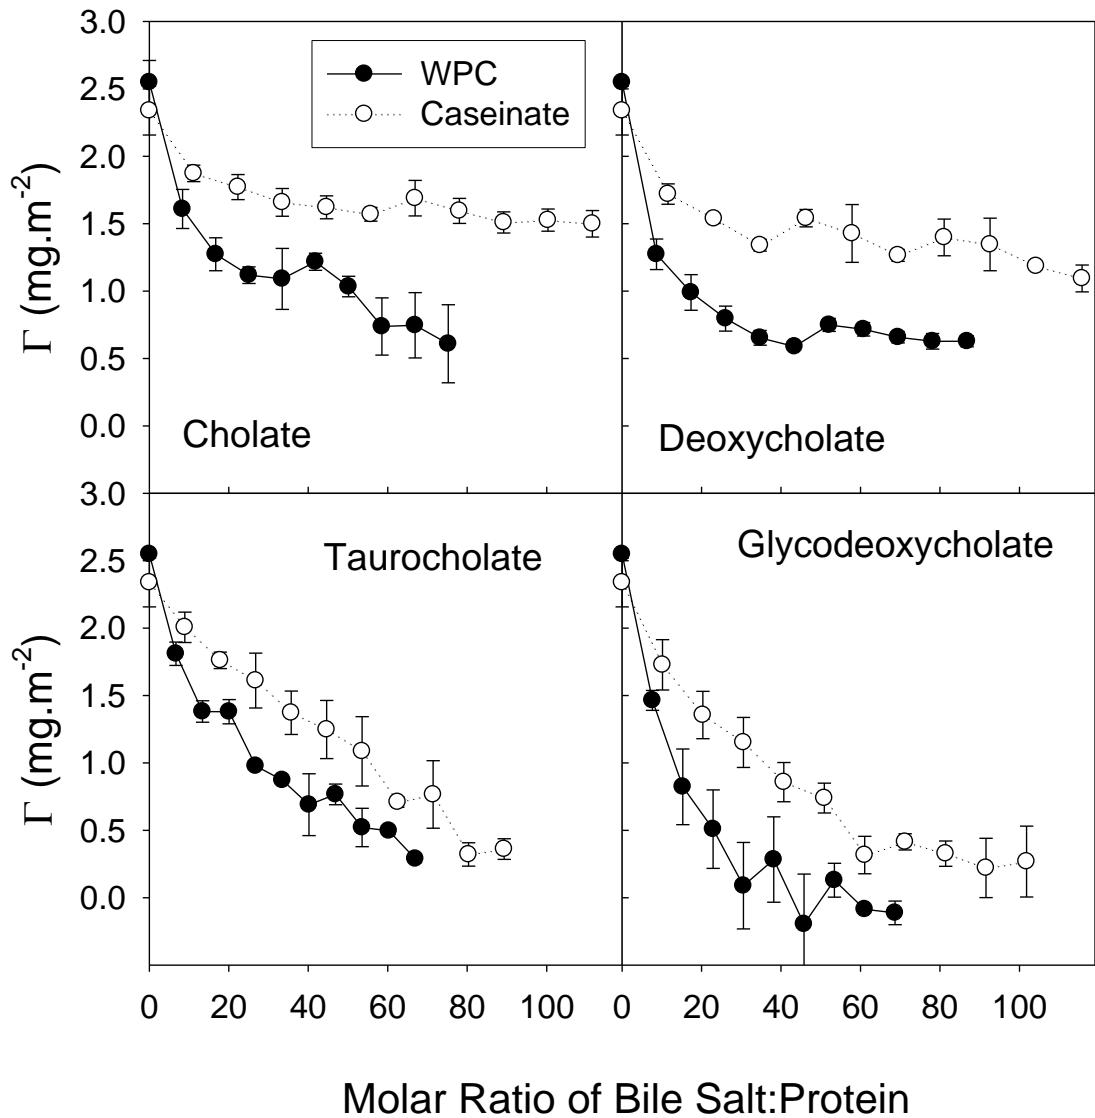 3.0
2.5
2.0
1.5
1.0
0.5
0.0
Γ (mg.m-2)
WPC
Caseinate
Cholate
Deoxycholate
3.0
2.5
2.0
1.5
1.0
0.5
0.0
Γ (mg.m-2)
Taurocholate
Glycodeoxycholate
0 20 40 60 80 100 0 20 40 60 80 100
Molar Ratio of Bile Salt:Protein